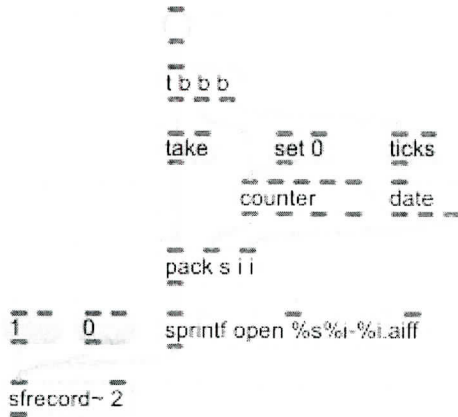 t b b b
take set 0 ticks
counter date
pack s i i
1 0 sprintf open %s%i-%i.aiff
sfrecord~ 2